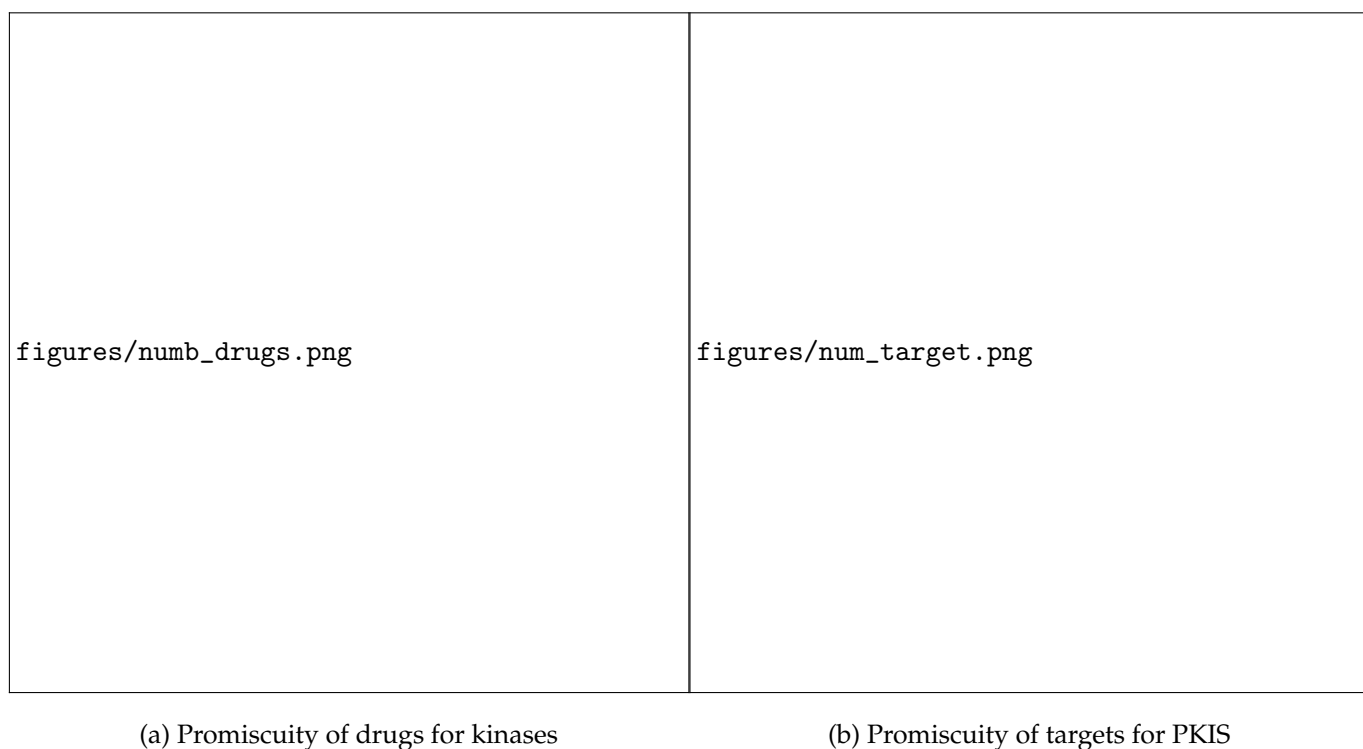 figures/numb_drugs.png
figures/num_target.png
(a) Promiscuity of drugs for kinases
(b) Promiscuity of targets for PKIS